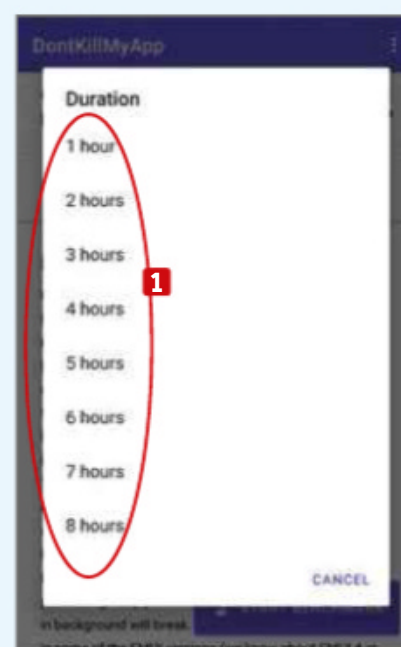 DontKillMyApp
Duration
1 hour
2 hours
3 hours
1
4 hours
5 hours
6 hours
7 hours
8 hours
CANCEL
in background will break